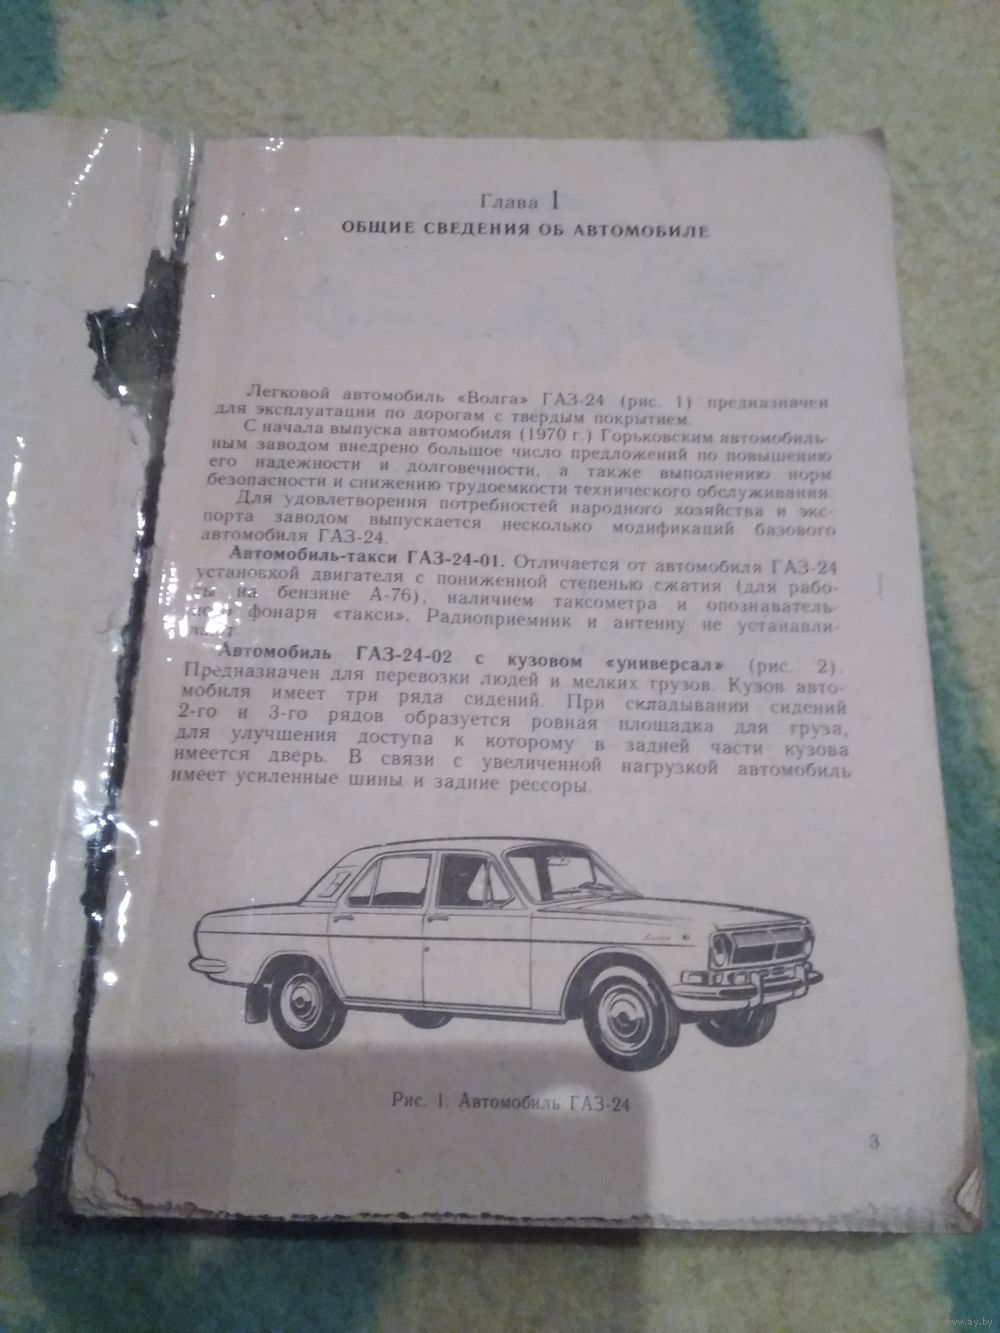 Глава 1
ОБЩИЕ СВЕДЕНИЯ ОБ АВТОМОБИЛЕ
Легковой автомобиль «Волга» ГАЗ-24 (рис. 1) предназначен
для эксплуатации по дорогам с твердым покрытием.
С начала выпуска автомобиля (1970 г.) Горьковским автомобиль-
ным заводом внедрено большое число предложений по повышению
его надежности и долговечности, а также выполнению норм
безопасности и снижению трудоемкости технического обслуживания.
Для удовлетворения потребностей народного хозяйства и экс-
порта заводом выпускается несколько модификаций базового
автомобиля ГАЗ-24.
Автомобиль-такси ГАЗ-24-01. Отличается от автомобиля ГАЗ-24
установкой двигателя с пониженной степенью сжатия (для рабо-
ты на бензине А-76), наличием таксометра и опознаватель-
ного фонаря «такси». Радиоприемник и антенну не устанавли-
вают.
Автомобиль ГАЗ-24-02 с кузовом «универсал» (рис. 2).
Предназначен для перевозки людей и мелких грузов. Кузов авто-
мобиля имеет три ряда сидений. При складывании сидений
2-го и 3-го рядов образуется ровная площадка для груза,
для улучшения доступа к которому в задней части кузова
имеется дверь. В связи с увеличенной нагрузкой автомобиль
имеет усиленные шины и задние рессоры.
Рис. 1. Автомобиль ГАЗ-24
3
www.ay.by